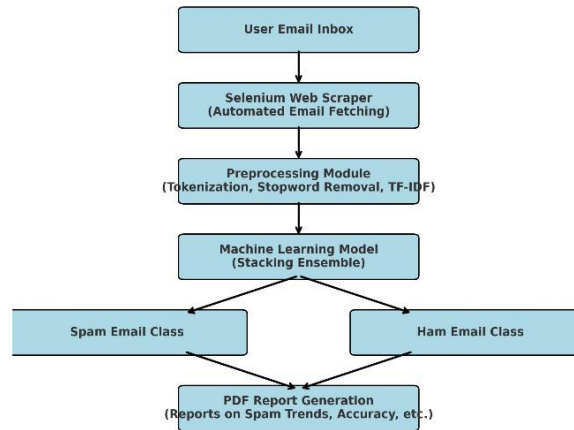 User Email Inbox
Selenium Web Scraper
(Automated Email Fetching)
Preprocessing Module
(Tokenization, Stopword Removal, TF-IDF)
Machine Learning Model
(Stacking Ensemble)
Spam Email Class
Ham Email Class
PDF Report Generation
(Reports on Spam Trends, Accuracy, etc.)